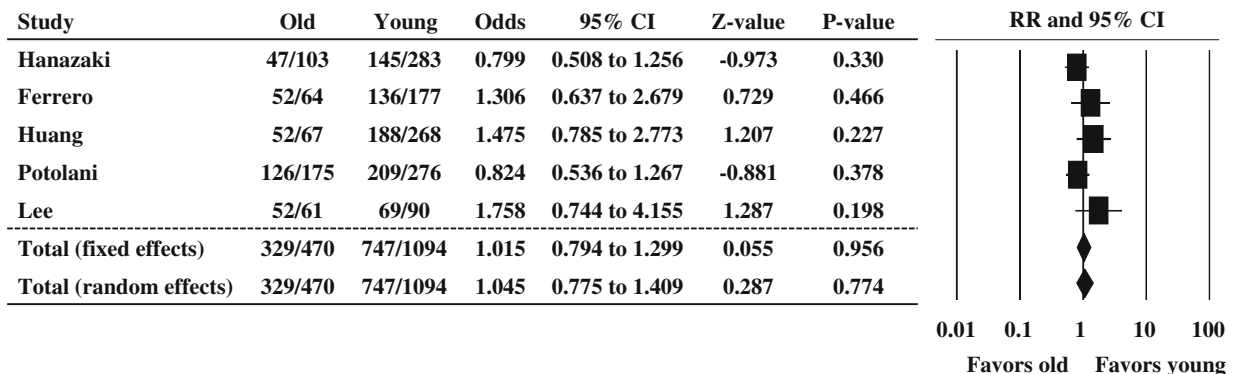 Study Old Young Odds 95% CI Z-value P-value RR and 95% CI
Hanazaki 47/103 145/283 0.799 0.508 to 1.256 -0.973 0.330
Ferrero 52/64 136/177 1.306 0.637 to 2.679 0.729 0.466
Huang 52/67 188/268 1.475 0.785 to 2.773 1.207 0.227
Potolani 126/175 209/276 0.824 0.536 to 1.267 -0.881 0.378
Lee 52/61 69/90 1.758 0.744 to 4.155 1.287 0.198
Total (fixed effects) 329/470 747/1094 1.015 0.794 to 1.299 0.055 0.956
Total (random effects) 329/470 747/1094 1.045 0.775 to 1.409 0.287 0.774
0.01 0.1 1 10 100
Favors old Favors young